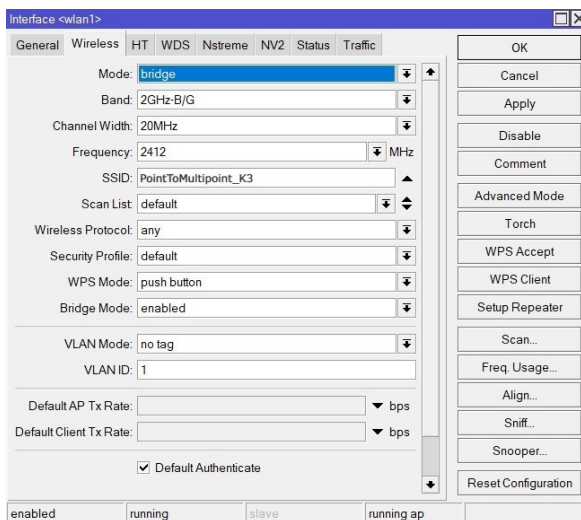 Interface <wlan1>
General Wireless HT WDS Nstreme NV2 Status Traffic
Mode: bridge
Band: 2GHz-B/G
Channel Width: 20MHz
Frequency: 2412 MHz
SSID: PointToMultipoint_K3
Scan List: default
Wireless Protocol: any
Security Profile: default
WPS Mode: push button
Bridge Mode: enabled
VLAN Mode: no tag
VLAN ID: 1
Default AP Tx Rate: bps
Default Client Tx Rate: bps
Default Authenticate
OK
Cancel
Apply
Disable
Comment
Advanced Mode
Torch
WPS Accept
WPS Client
Setup Repeater
Scan...
Freq. Usage...
Align...
Sniff...
Snooper...
Reset Configuration
enabled running slave running ap